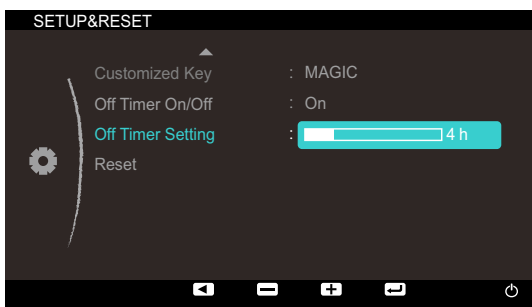 SETUP&RESET
Customized Key : MAGIC
Off Timer On/Off : On
Off Timer Setting : 4 h
Reset